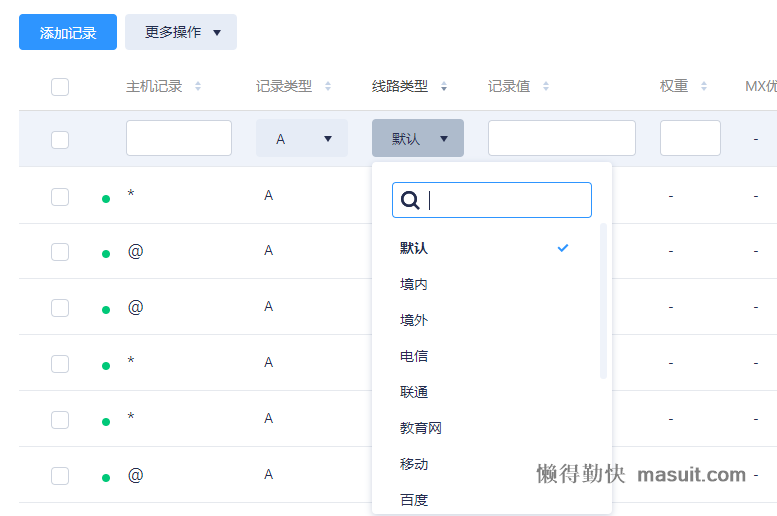 添加记录 更多操作
主机记录 记录类型 线路类型 记录值 权重 MX优
A 默认 -
* A - -
默认
@ A - -
境内
境外
@ A - -
电信
* A - -
联通
* A - -
教育网
移动
@ A 懒得勤快 masuit.com -
百度